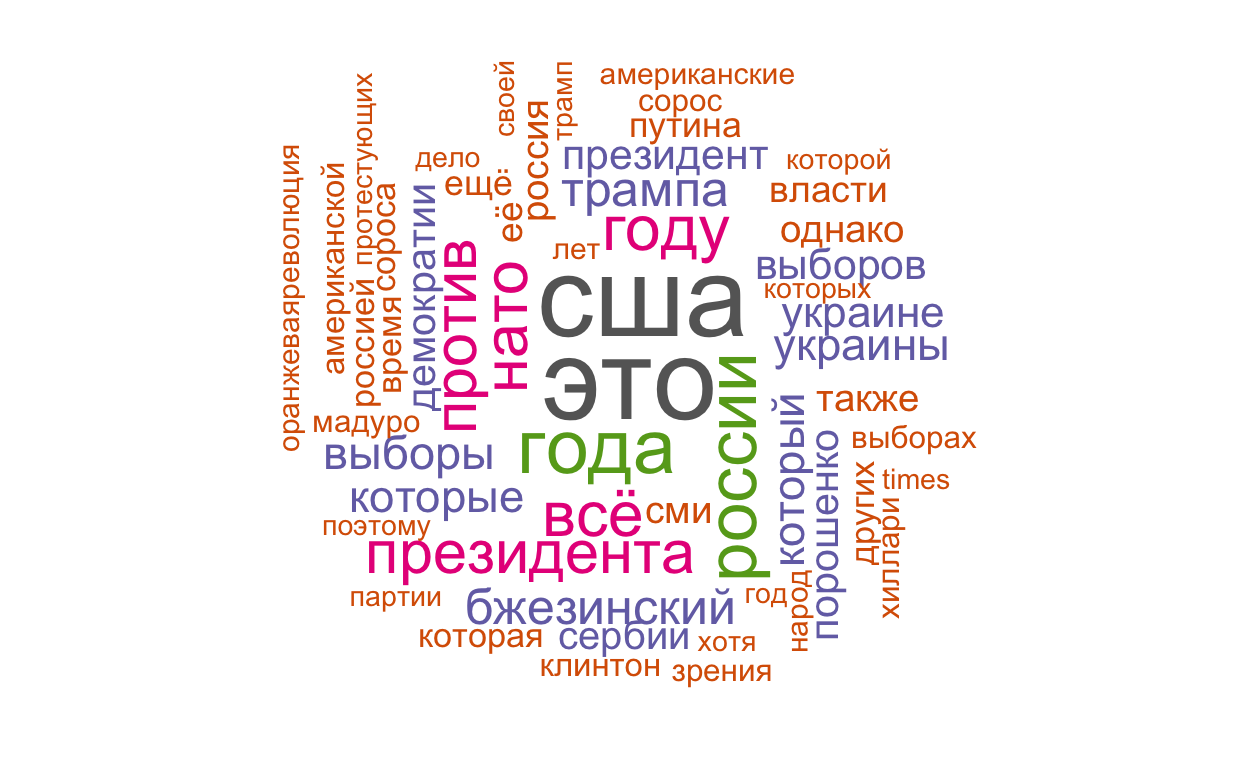 американские
сорос
путина
президент
трампа
году
лет
сша
это
года
всё
сми
президента
бжезинский
сербии
которая
клинтон
зрения
хотя
год
народ
партии
поэтому
которые
выборы
мадуро
оранжеваяреволюция
американской
протестующих
россией
сороса
время
демократии
против
нато
её
ещё
дело
своей
россия
трамп
которой
власти
однако
выборов
которых
украине
украины
россии
который
также
порошенко
выборах
times
других
хиллари